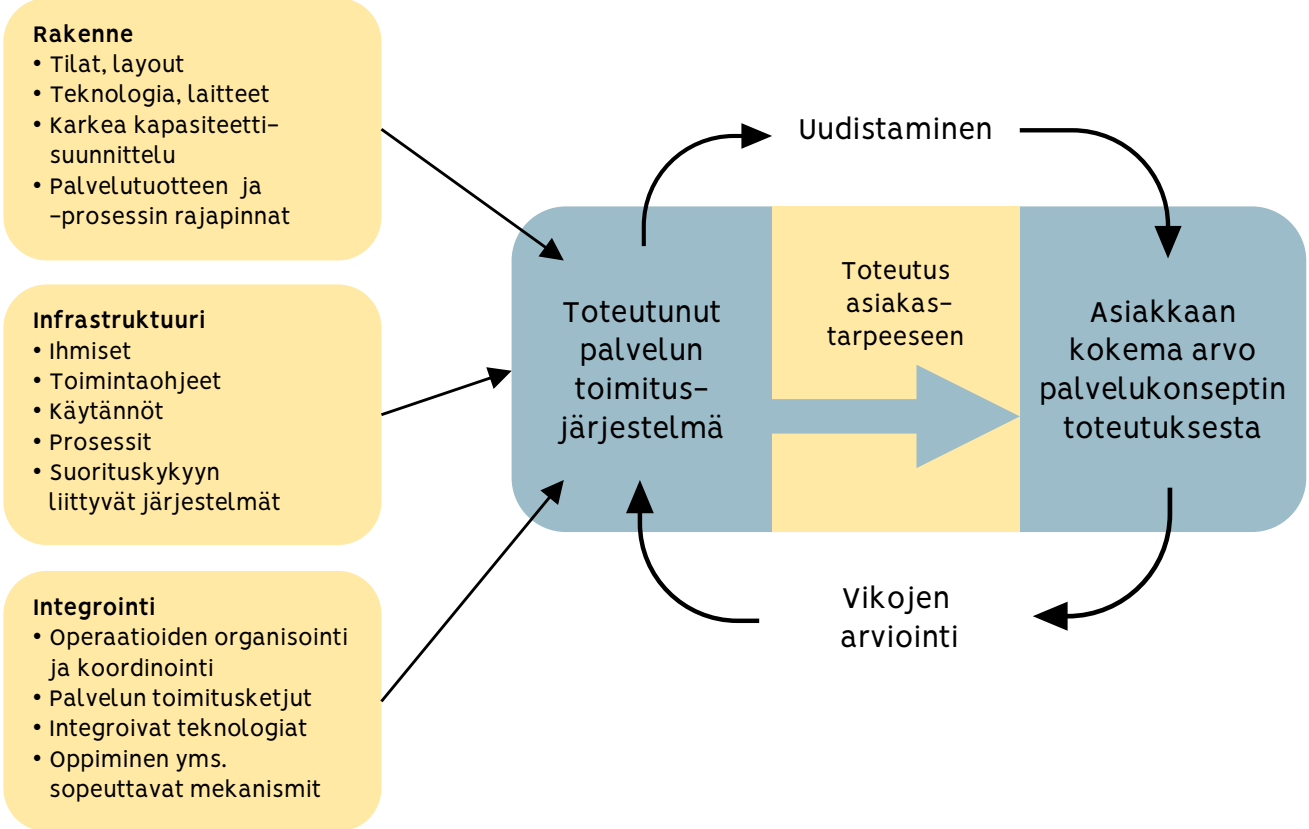 Rakenne
• Tilat, layout
• Teknologia, laitteet
• Karkea kapasiteetti-
suunnittelu
• Palvelutuotteen ja
-prosessin rajapinnat
Infrastruktuuri
• Ihmiset
• Toimintaohjeet
• Käytännöt
• Prosessit
• Suorituskykyyn
liittyvät järjestelmät
Integrointi
• Operaatioiden organisointi
ja koordinointi
• Palvelun toimitusketjut
• Integroivat teknologiat
• Oppiminen yms.
sopeuttavat mekanismit
Uudistaminen
Toteutunut
palvelun
toimitus-
järjestelmä
Toteutus
asiakas-
tarpeeseen
Asiakkaan
kokema arvo
palvelukonseptin
toteutuksesta
Vikojen
arviointi